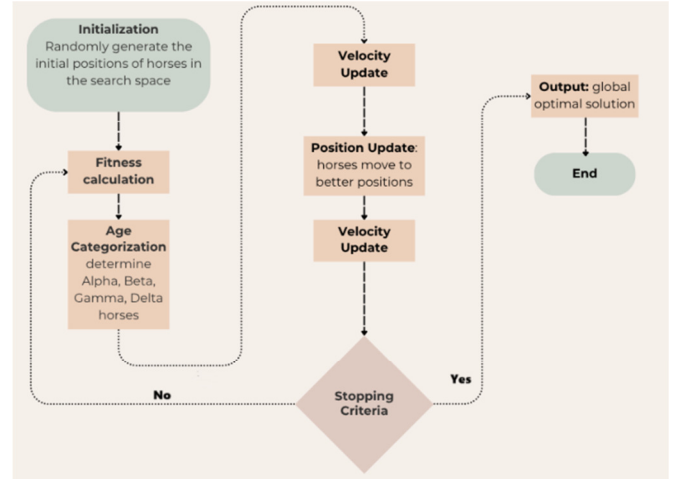 Initialization
Randomly generate the
initial positions of horses in
the search space
Fitness
calculation
Age
Categorization
determine
Alpha, Beta,
Gamma, Delta
horses
Velocity
Update
Position Update:
horses move to
better positions
Velocity
Update
Stopping
Criteria
No
Yes
Output: global
optimal solution
End